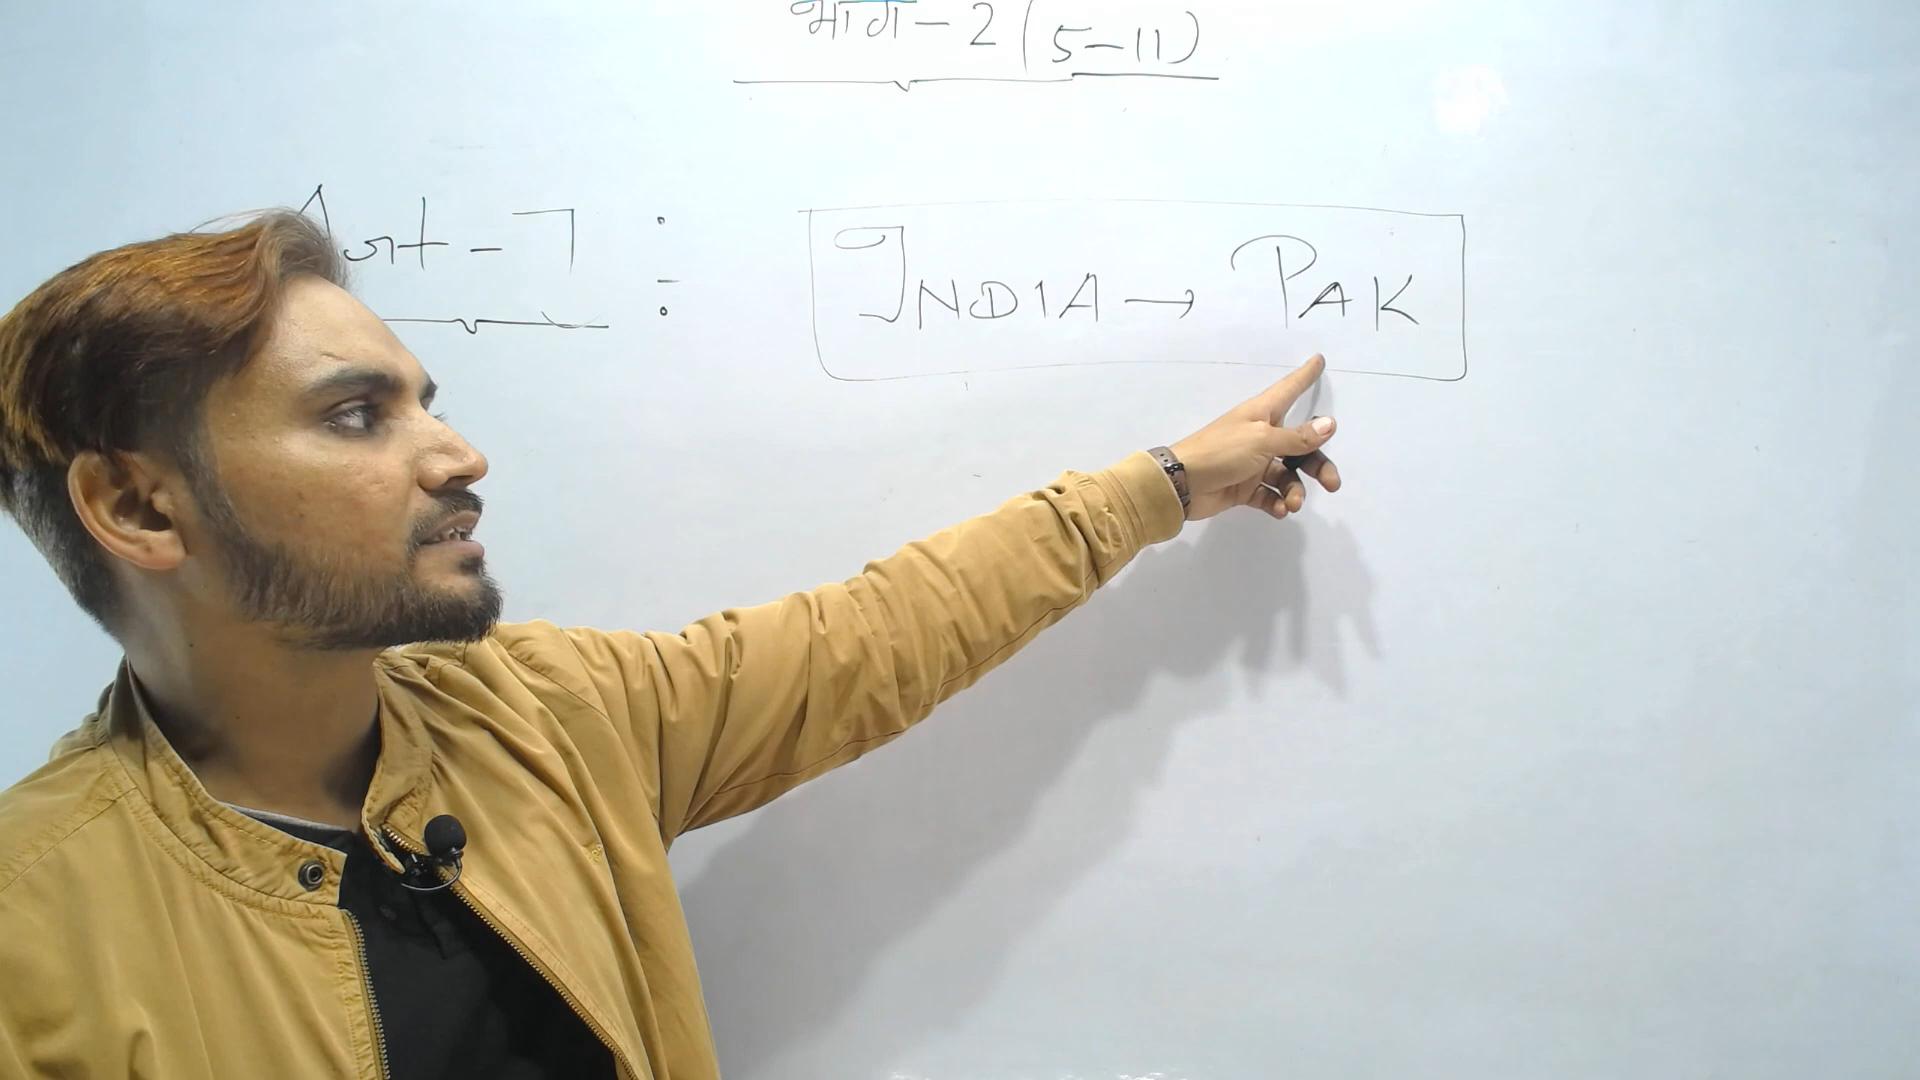 भाग - 2 (5-11)
Art - 7 :- INDIA → PAK